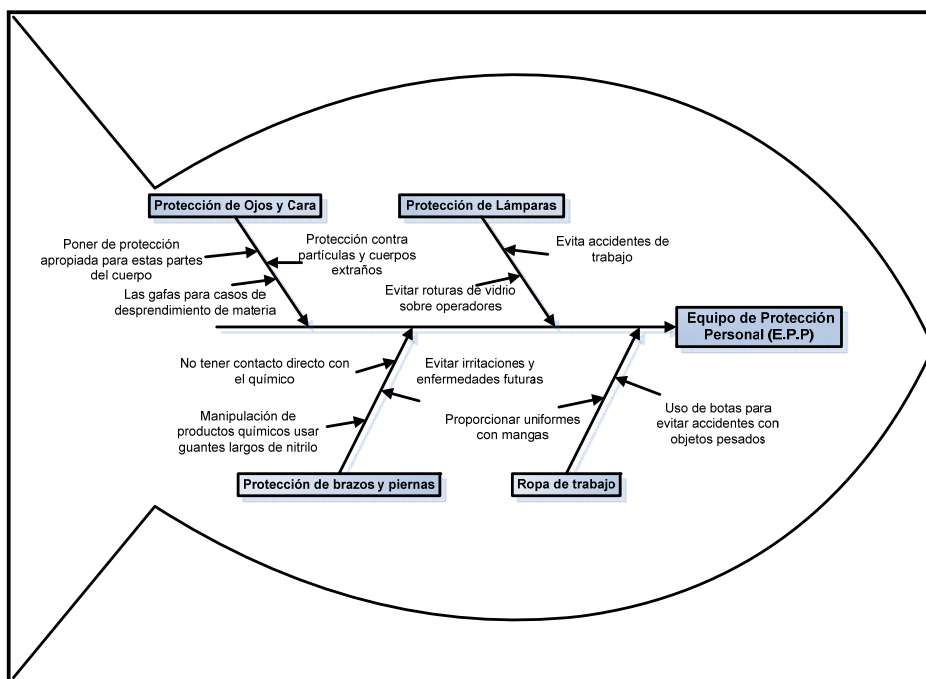 Protección de Ojos y Cara
Protección de Lámparas
Poner de protección
apropiada para estas partes
del cuerpo
Protección contra
partículas y cuerpos
extraños
Las gafas para casos de
desprendimiento de materia
Evita accidentes de
trabajo
Evitar roturas de vidrio
sobre operadores
Equipo de Protección
Personal (E.P.P)
No tener contacto directo con
el químico
Evitar irritaciones y
enfermedades futuras
Manipulación de
productos químicos usar
guantes largos de nitrilo
Proporcionar uniformes
con mangas
Uso de botas para
evitar accidentes con
objetos pesados
Protección de brazos y piernas
Ropa de trabajo